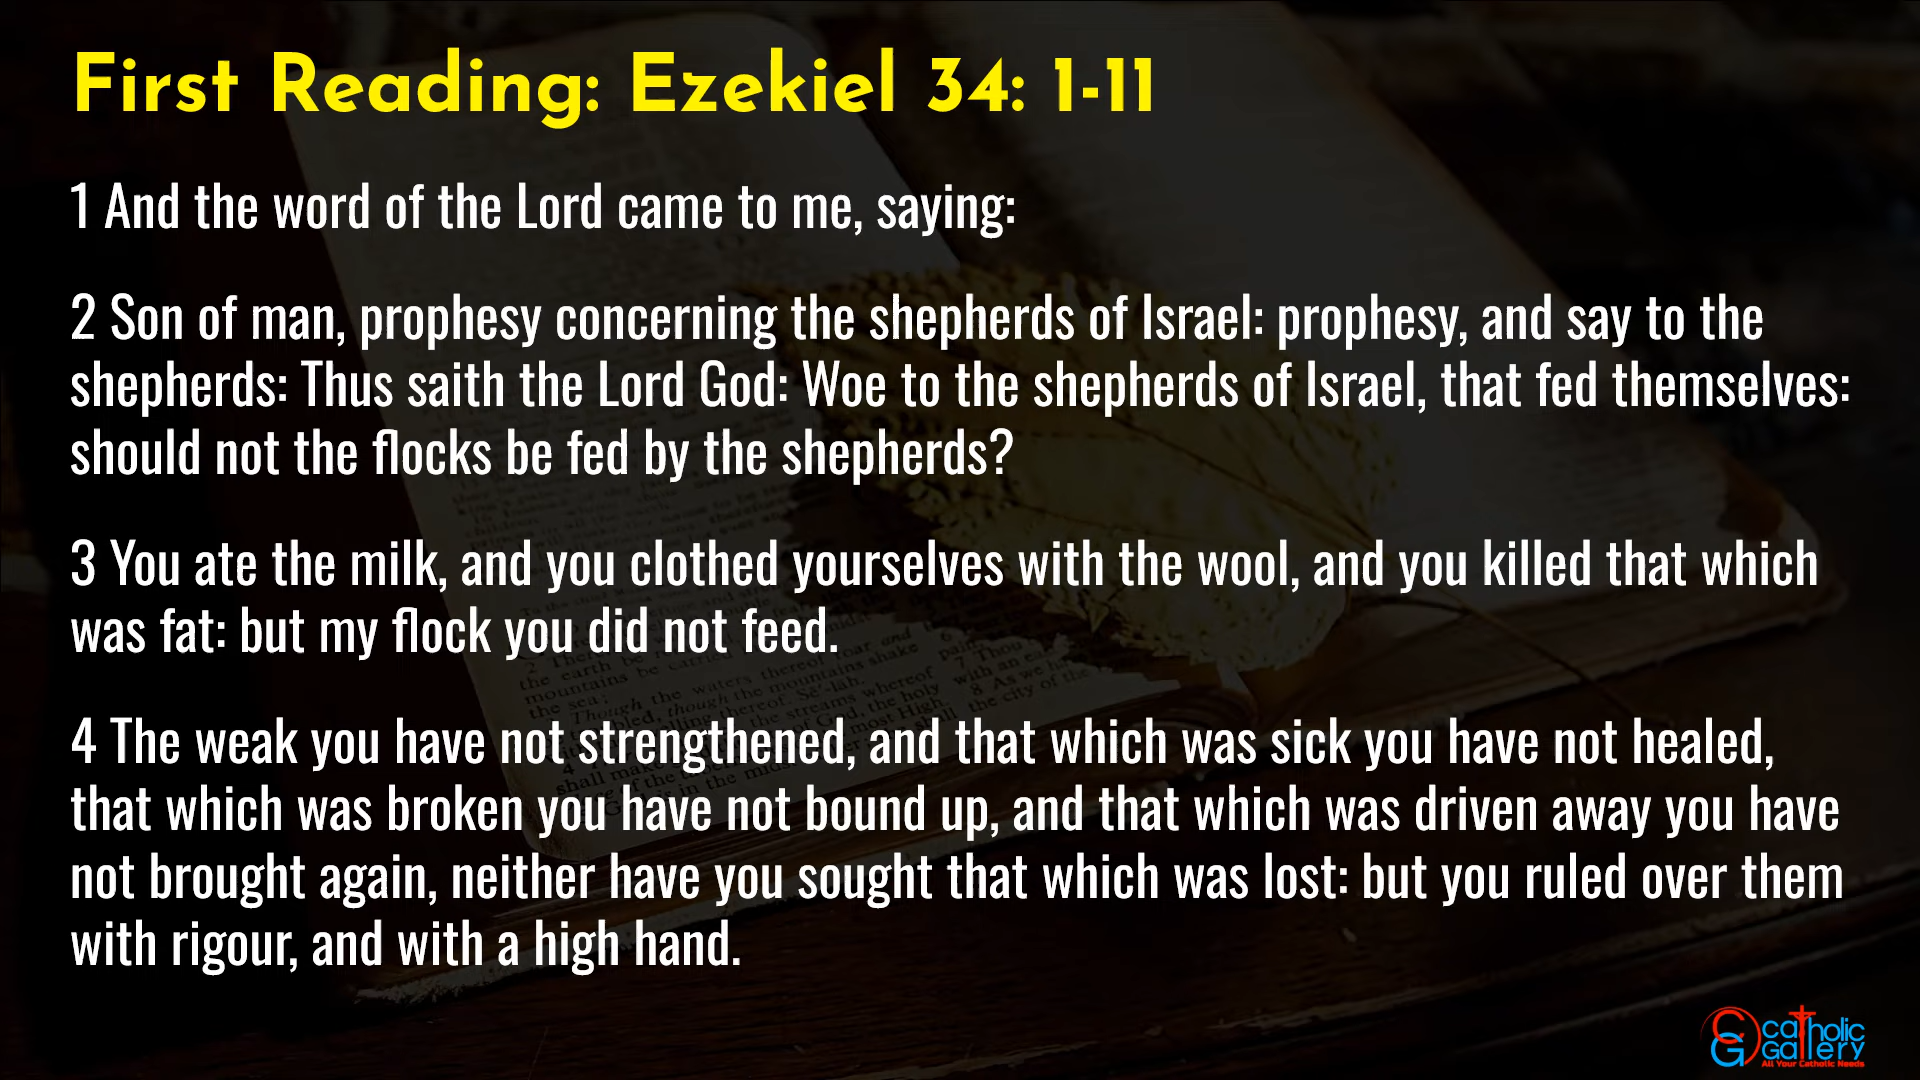 First Reading: Ezekiel 34: 1-11
1 And the word of the Lord came to me, saying:
2 Son of man, prophesy concerning the shepherds of Israel: prophesy, and say to the
shepherds: Thus saith the Lord God: Woe to the shepherds of Israel, that fed themselves:
should not the flocks be fed by the shepherds?
3 You ate the milk, and you clothed yourselves with the wool, and you killed that which
was fat: but my flock you did not feed.
4 The weak you have not strengthened, and that which was sick you have not healed,
that which was broken you have not bound up, and that which was driven away you have
not brought again, neither have you sought that which was lost: but you ruled over them
with rigour, and with a high hand.
catholic
Gallery
All Your Catholic Needs